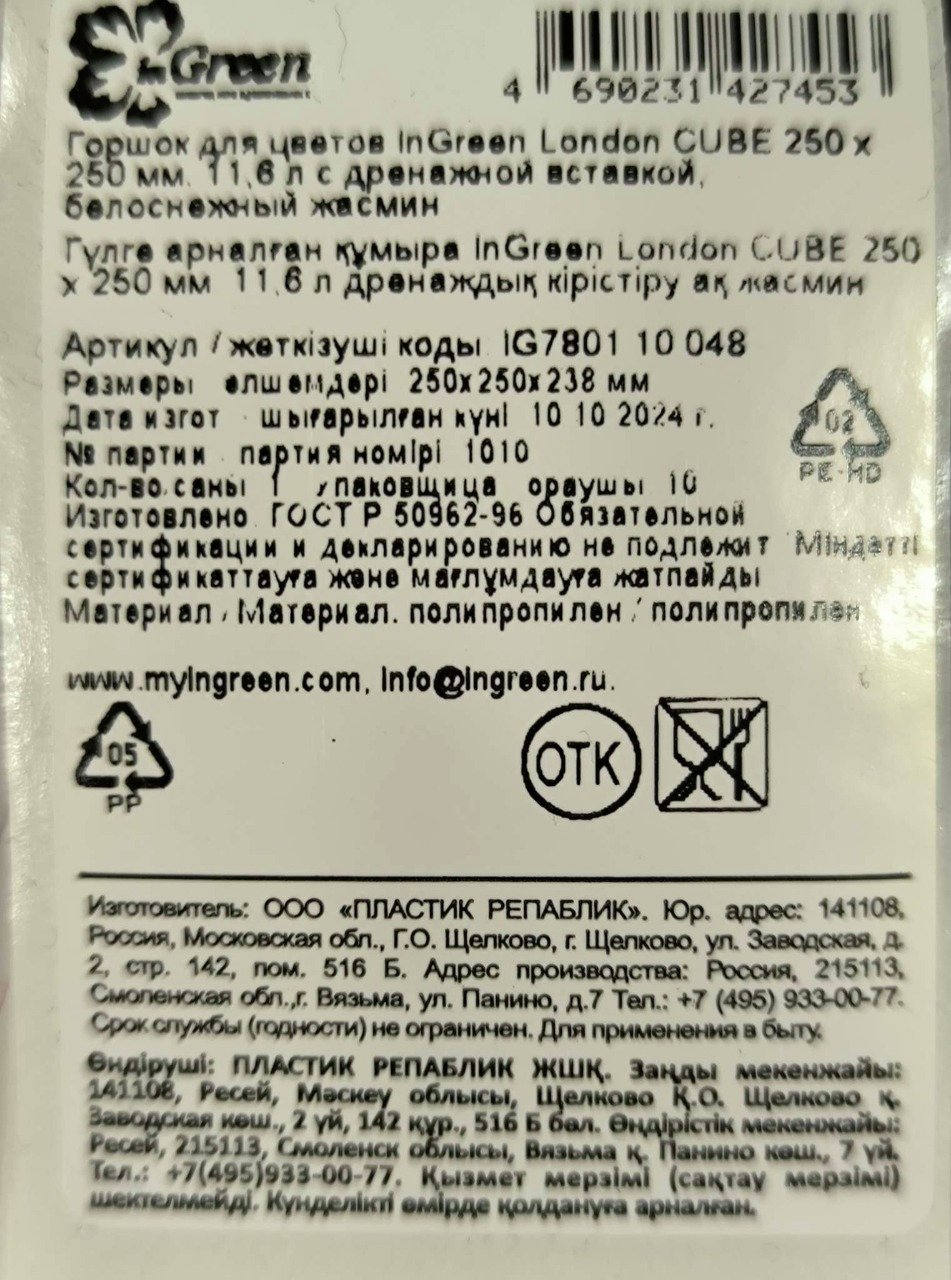 InGreen
4 690231 427453
Горшок для цветов InGreen London CUBE 250 х
250 мм. 11,6 л с дренажной вставкой,
белоснежный жасмин
Гүлге арналған құмыра InGreen London CUBE 250
х 250 мм 11,6 л дренаждық кірістіру ақ жасмин
Артикул / жеткізуші коды IG7801 10 048
Размеры өлшемдері 250х250х238 мм
Дата изгот шығарылған күні 10 10 2024 г.
02
№ партии партия номірі 1010
PE-HD
Кол-во саны 1 упаковщица ораушы 10
Изготовлено ГОСТ Р 50962-96 Обязательной
сертификации и декларированию не подлежит Міндетті
сертификаттауға және мағлұмдауға жатпайды
Материал / Материал. полипропилен / полипропилен
www.myingreen.com, info@ingreen.ru.
05
PP
ОТК
Изготовитель: ООО «ПЛАСТИК РЕПАБЛИК». Юр. адрес: 141108,
Россия, Московская обл., Г.О. Щелково, г. Щелково, ул. Заводская, д.
2, стр. 142, пом. 516 Б. Адрес производства: Россия, 215113,
Смоленская обл.,г. Вязьма, ул. Панино, д.7 Тел.: +7 (495) 933-00-77.
Срок службы (годности) не ограничен. Для применения в быту.
Өндіруші: ПЛАСТИК РЕПАБЛИК ЖШҚ. Заңды мекенжайы:
141108, Ресей, Мәскеу облысы, Щелково Қ.О. Щелково қ.
Заводская көш., 2 үй, 142 құр., 516 Б бөл. Өндірістік мекенжайы:
Ресей, 215113, Смоленск облысы, Вязьма қ. Панино көш., 7 үй.
Тел.: +7(495)933-00-77. Қызмет мерзімі (сақтау мерзімі)
шектелмейді. Күнделікті өмірде қолдануға арналған.